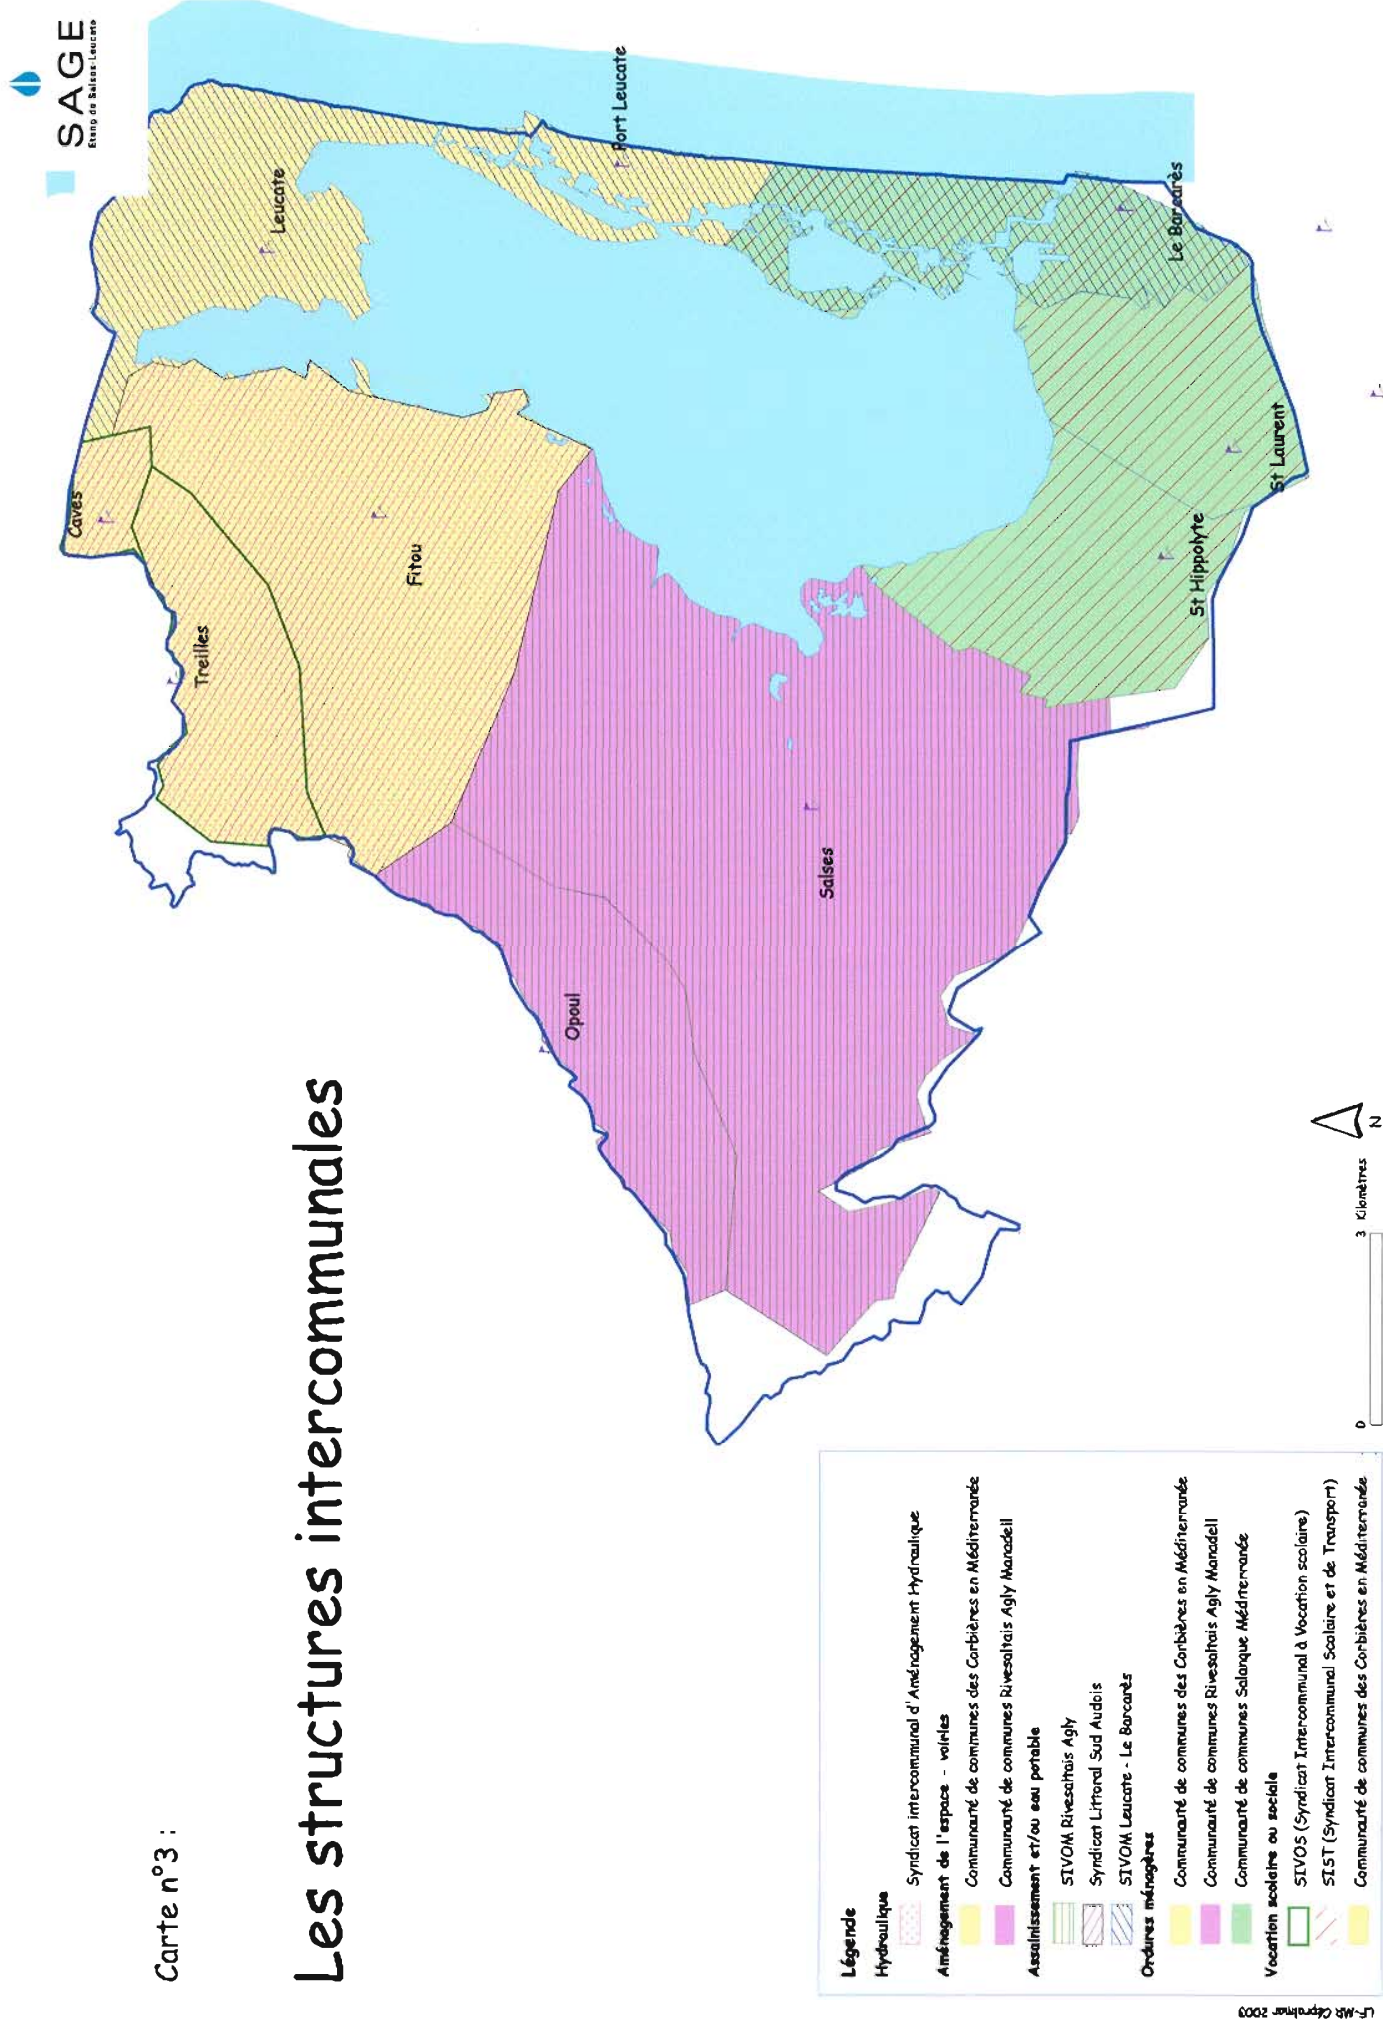 Carte n°3 :
Les structures intercommunales
SAGE
Etang de Salses-Leucate
Leucate
Port Leucate
Le Barcarès
Caves
Fitou
Treilles
St Laurent
St Hippolyte
Salses
Opoul
Légende
Hydraulique
Syndicat intercommunal d'Aménagement Hydraulique
Aménagement de l'espace - voiries
Communauté de communes des Corbières en Méditerranée
Communauté de communes Rivesaltais Agly Manadeil
Assainissement et/ou eau potable
SIVOM Rivesaltais Agly
Syndicat Littoral Sud Audois
SIVOM Leucate - Le Barcarès
Ordures ménagères
Communauté de communes des Corbières en Méditerranée
Communauté de communes Rivesaltais Agly Manadell
Communauté de communes Salanque Méditerranée
Vocation scolaire ou sociale
SIVOS (Syndicat Intercommunal à Vocation scolaire)
SIST (Syndicat Intercommunal Scolaire et de Transport)
Communauté de communes des Corbières en Méditerranée
0 3 Kilomètres
N
Cépralmar 2003